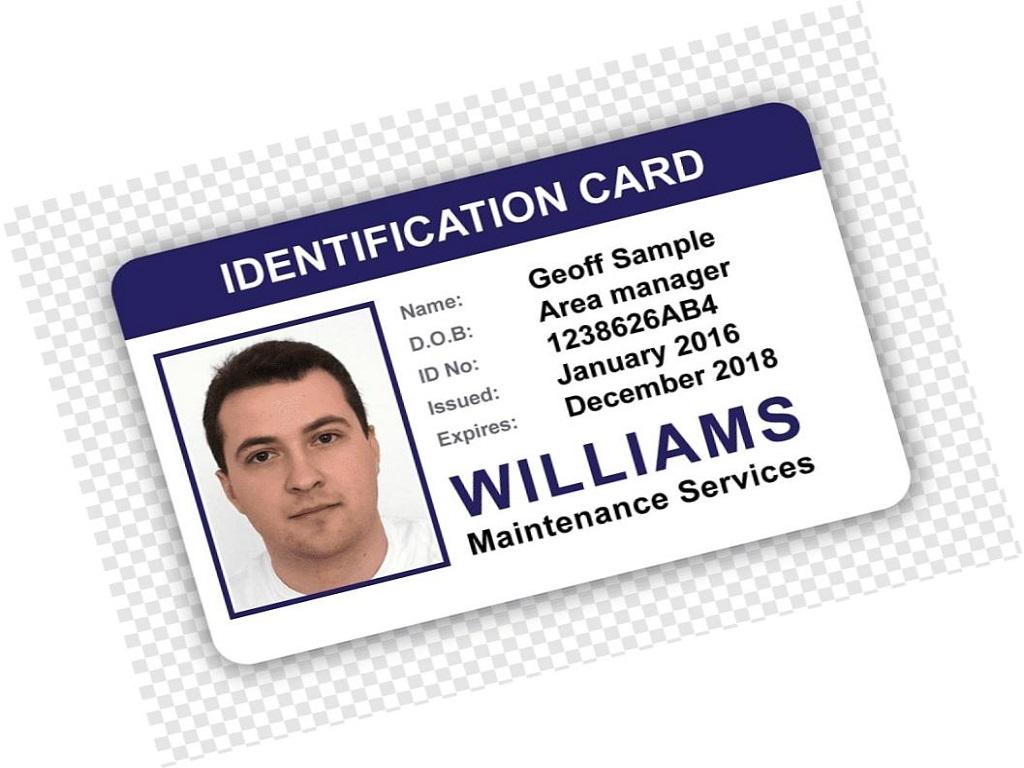 IDENTIFICATION CARD
Name: Geoff Sample
D.O.B: Area manager
ID No: 1238626AB4
Issued: January 2016
Expires: December 2018
WILLIAMS
Maintenance Services